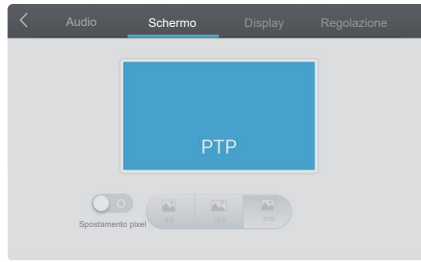 Audio Schermo Display Regolazione
PTP
Spostamento pixel
4:3 16:9 PTP